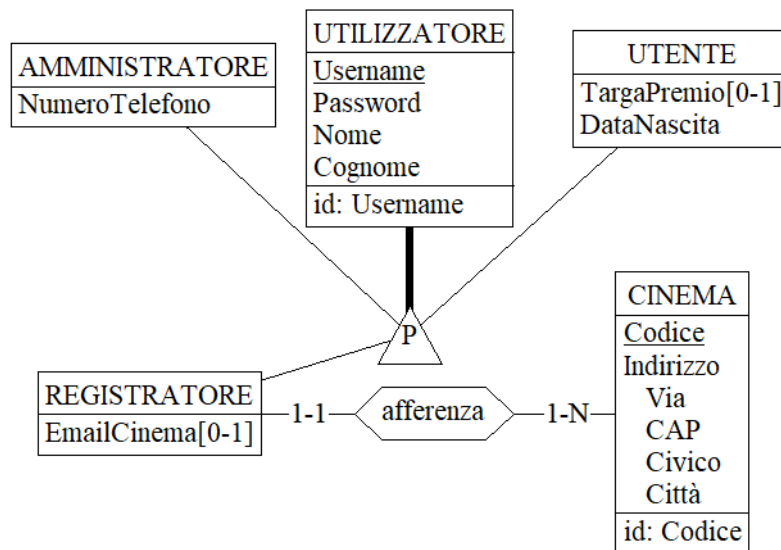 AMMINISTRATORE
NumeroTelefono
UTILIZZATORE
Username
Password
Nome
Cognome
id: Username
UTENTE
TargaPremio[0-1]
DataNascita
P
REGISTRATORE
EmailCinema[0-1]
1-1
afferenza
1-N
CINEMA
Codice
Indirizzo
Via
CAP
Civico
Città
id: Codice